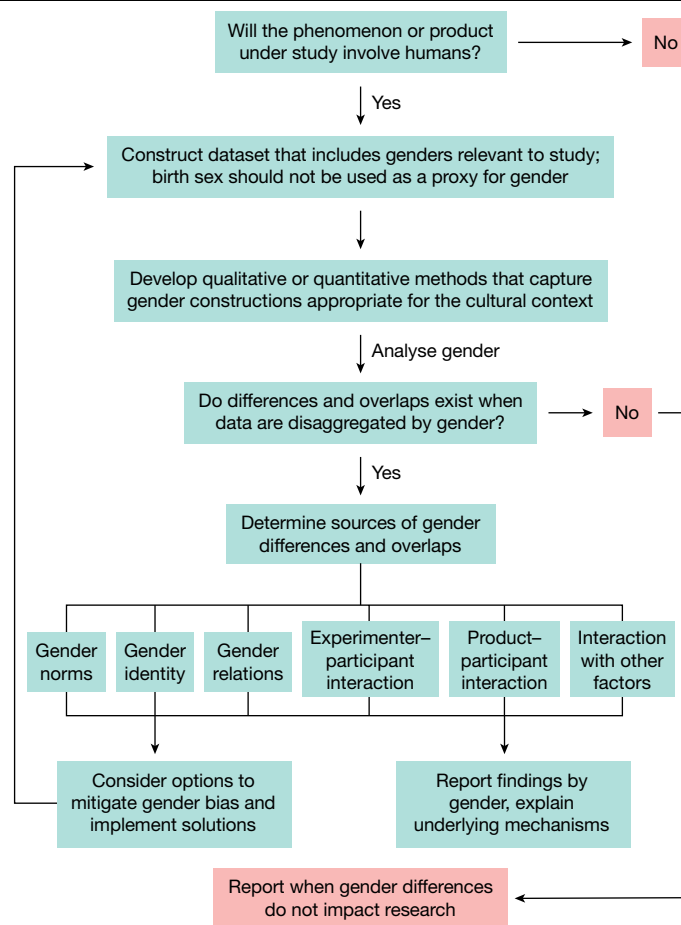 Will the phenomenon or product
under study involve humans?
No
Yes
Construct dataset that includes genders relevant to study;
birth sex should not be used as a proxy for gender
Develop qualitative or quantitative methods that capture
gender constructions appropriate for the cultural context
Analyse gender
Do differences and overlaps exist when
data are disaggregated by gender?
No
Yes
Determine sources of gender
differences and overlaps
Gender
norms
Gender
identity
Gender
relations
Experimenter–
participant
interaction
Product–
participant
interaction
Interaction
with other
factors
Consider options to
mitigate gender bias and
implement solutions
Report findings by
gender, explain
underlying mechanisms
Report when gender differences
do not impact research